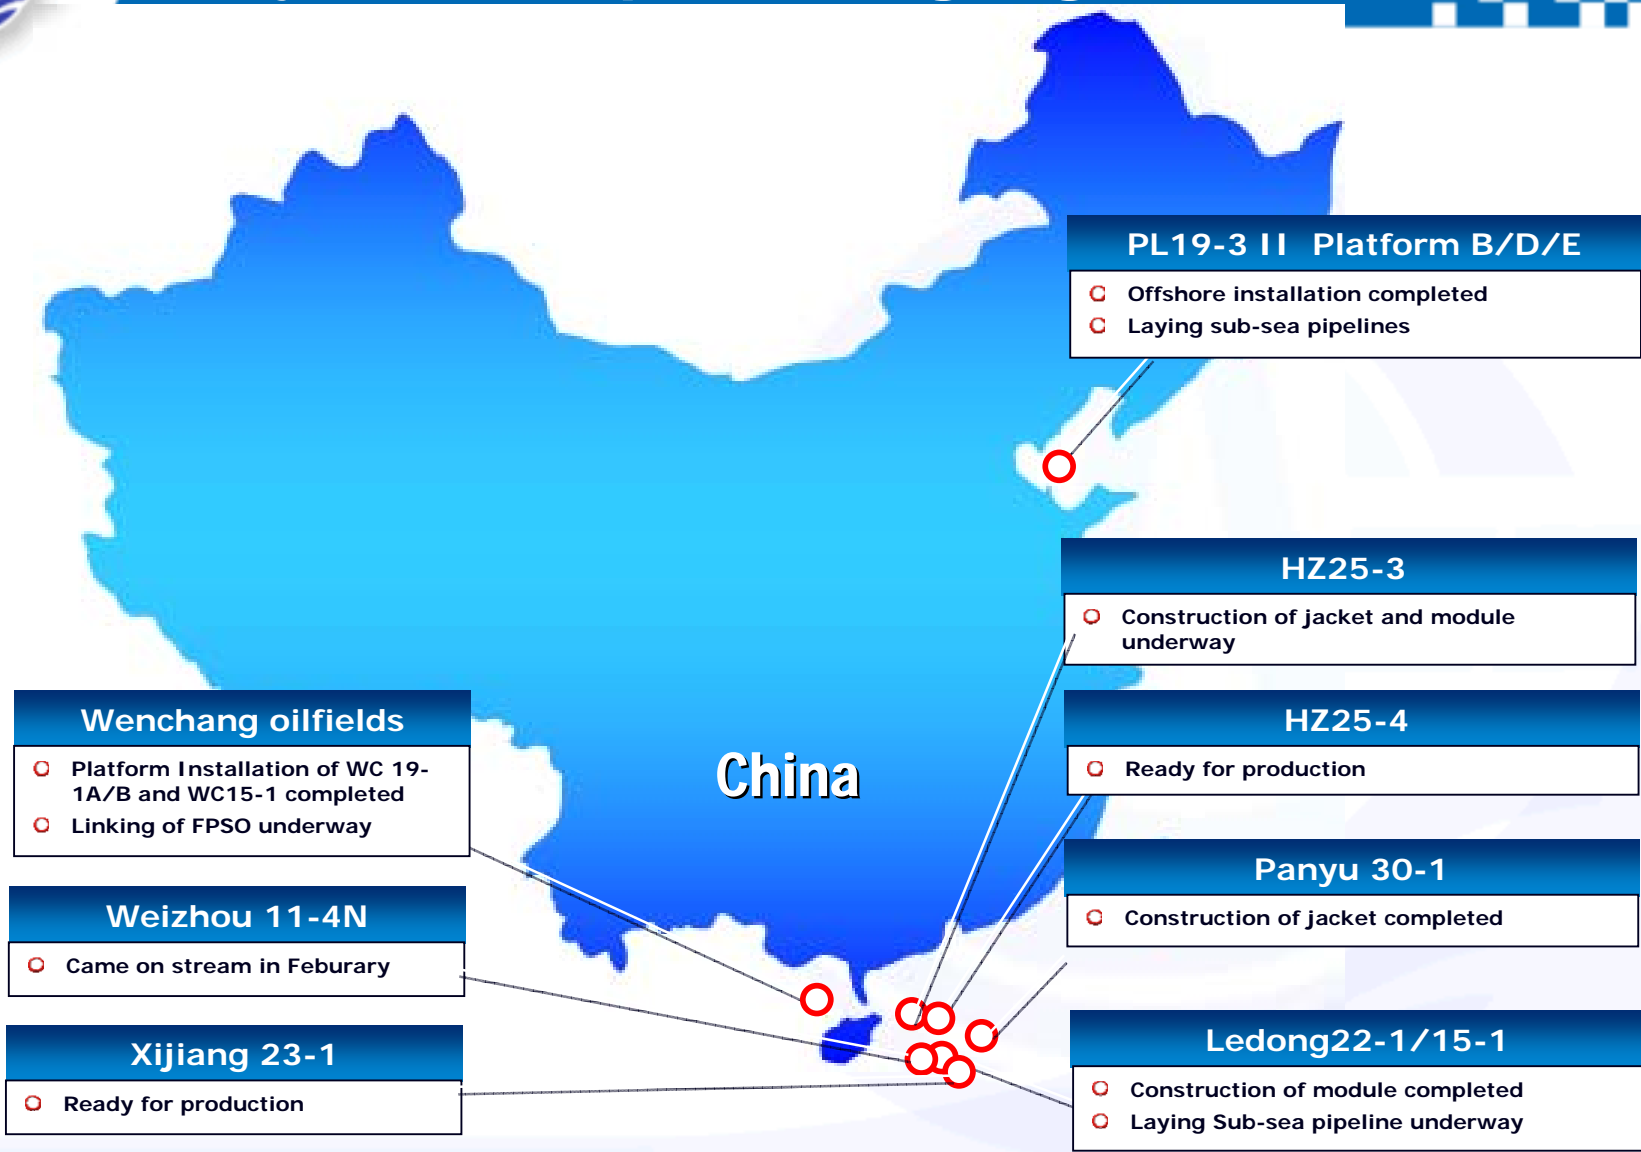 PL19-3 II Platform B/D/E
Offshore installation completed
Laying sub-sea pipelines
HZ25-3
Construction of jacket and module
underway
Wenchang oilfields
Platform Installation of WC 19-
1A/B and WC15-1 completed
Linking of FPSO underway
China
HZ25-4
Ready for production
Panyu 30-1
Construction of jacket completed
Weizhou 11-4N
Came on stream in Feburary
Xijiang 23-1
Ready for production
Ledong22-1/15-1
Construction of module completed
Laying Sub-sea pipeline underway